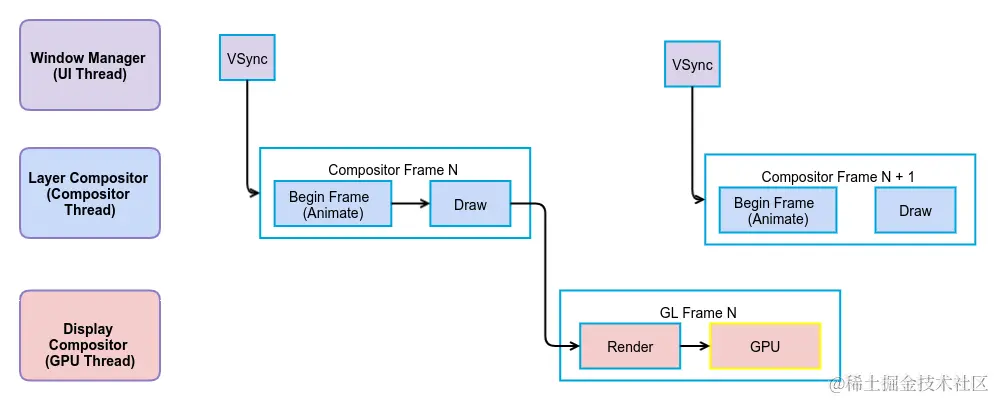 Window Manager
(UI Thread)
VSync
VSync
Layer Compositor
(Compositor
Thread)
Compositor Frame N
Begin Frame
(Animate)
Draw
Compositor Frame N + 1
Begin Frame
(Animate)
Draw
Display
Compositor
(GPU Thread)
GL Frame N
Render
GPU
@稀土掘金技术社区